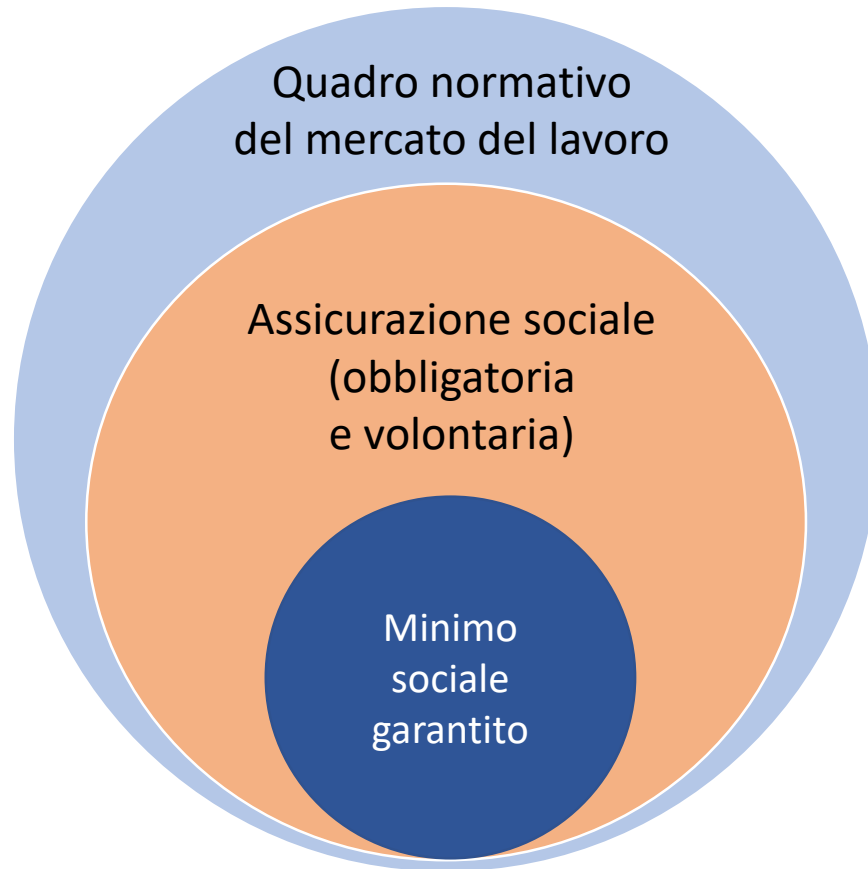 Quadro normativo
del mercato del lavoro
Assicurazione sociale
(obbligatoria
e volontaria)
Minimo
sociale
garantito